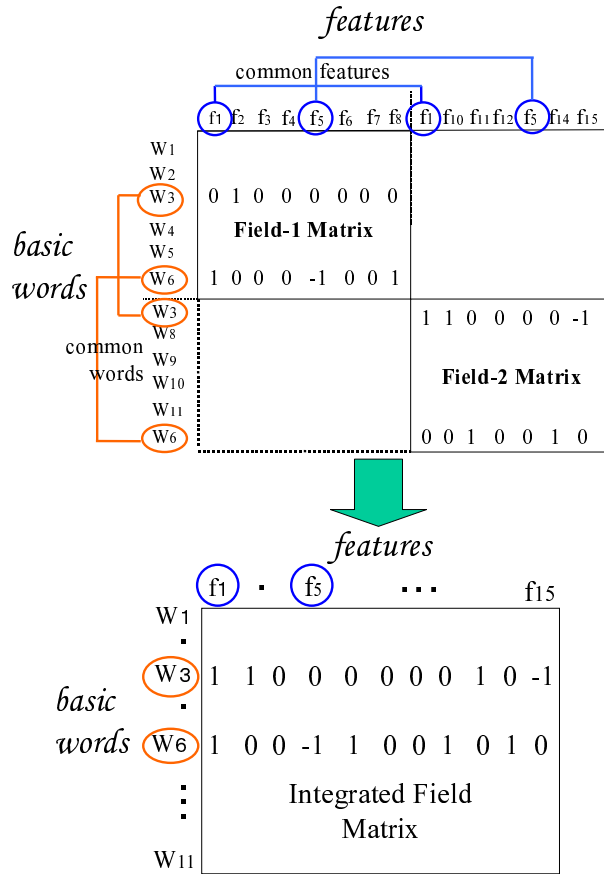 features
common features
f1 f2 f3 f4 f5 f6 f7 f8 f1 f10 f11 f12 f5 f14 f15
W1
W2
W3 0 1 0 0 0 0 0 0
W4 Field-1 Matrix
W5
basic words
W6 1 0 0 0 -1 0 0 1
W3 1 1 0 0 0 0 -1
W8
common words
W9
W10 Field-2 Matrix
W11
W6 0 0 1 0 0 1 0
features
f1 . f5 ... f15
W1
.
W3 1 1 0 0 0 0 0 0 0 1 0 -1
.
basic words
W6 1 0 0 -1 1 0 0 1 0 1 0
Integrated Field
Matrix
W11